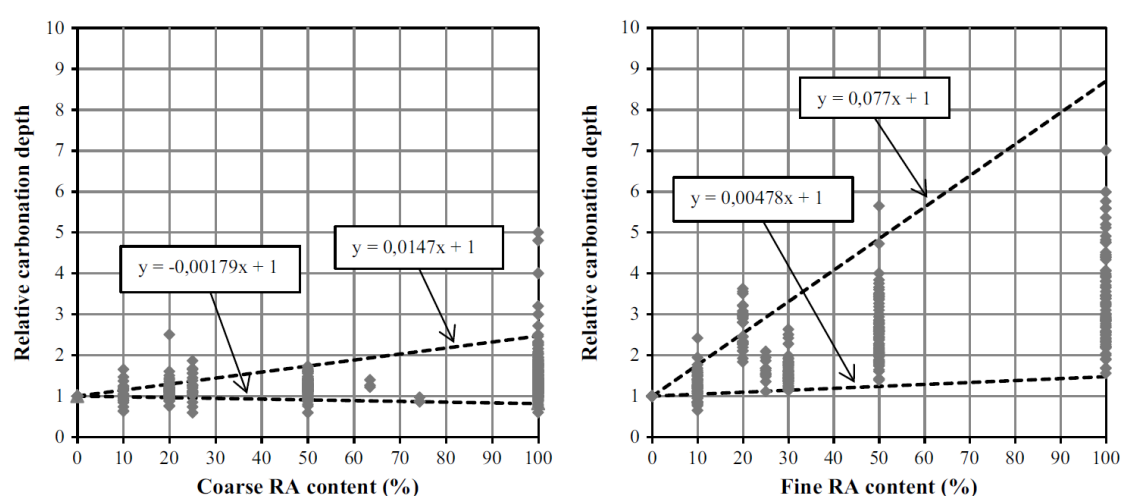 10
9
8
7
6
5
4
3
2
1
0
Relative carbonation depth
y = -0,00179x + 1
y = 0,0147x + 1
0 10 20 30 40 50 60 70 80 90 100
Coarse RA content (%)
10
9
8
7
6
5
4
3
2
1
0
Relative carbonation depth
y = 0,077x + 1
y = 0,00478x + 1
0 10 20 30 40 50 60 70 80 90 100
Fine RA content (%)